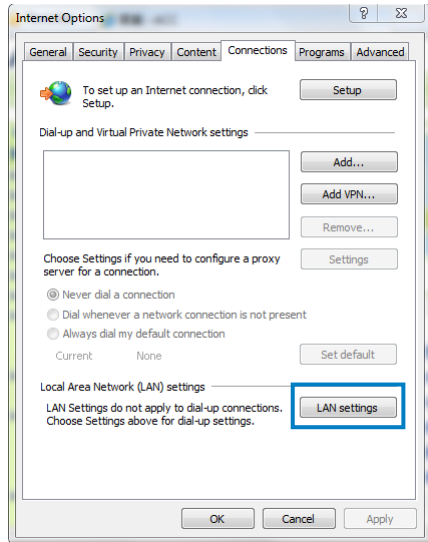 Internet Options
General Security Privacy Content Connections Programs Advanced
To set up an Internet connection, click
Setup.
Setup
Dial-up and Virtual Private Network settings
Add...
Add VPN...
Remove...
Choose Settings if you need to configure a proxy
server for a connection.
Settings
Never dial a connection
Dial whenever a network connection is not present
Always dial my default connection
Current None
Set default
Local Area Network (LAN) settings
LAN Settings do not apply to dial-up connections.
Choose Settings above for dial-up settings.
LAN settings
OK Cancel Apply